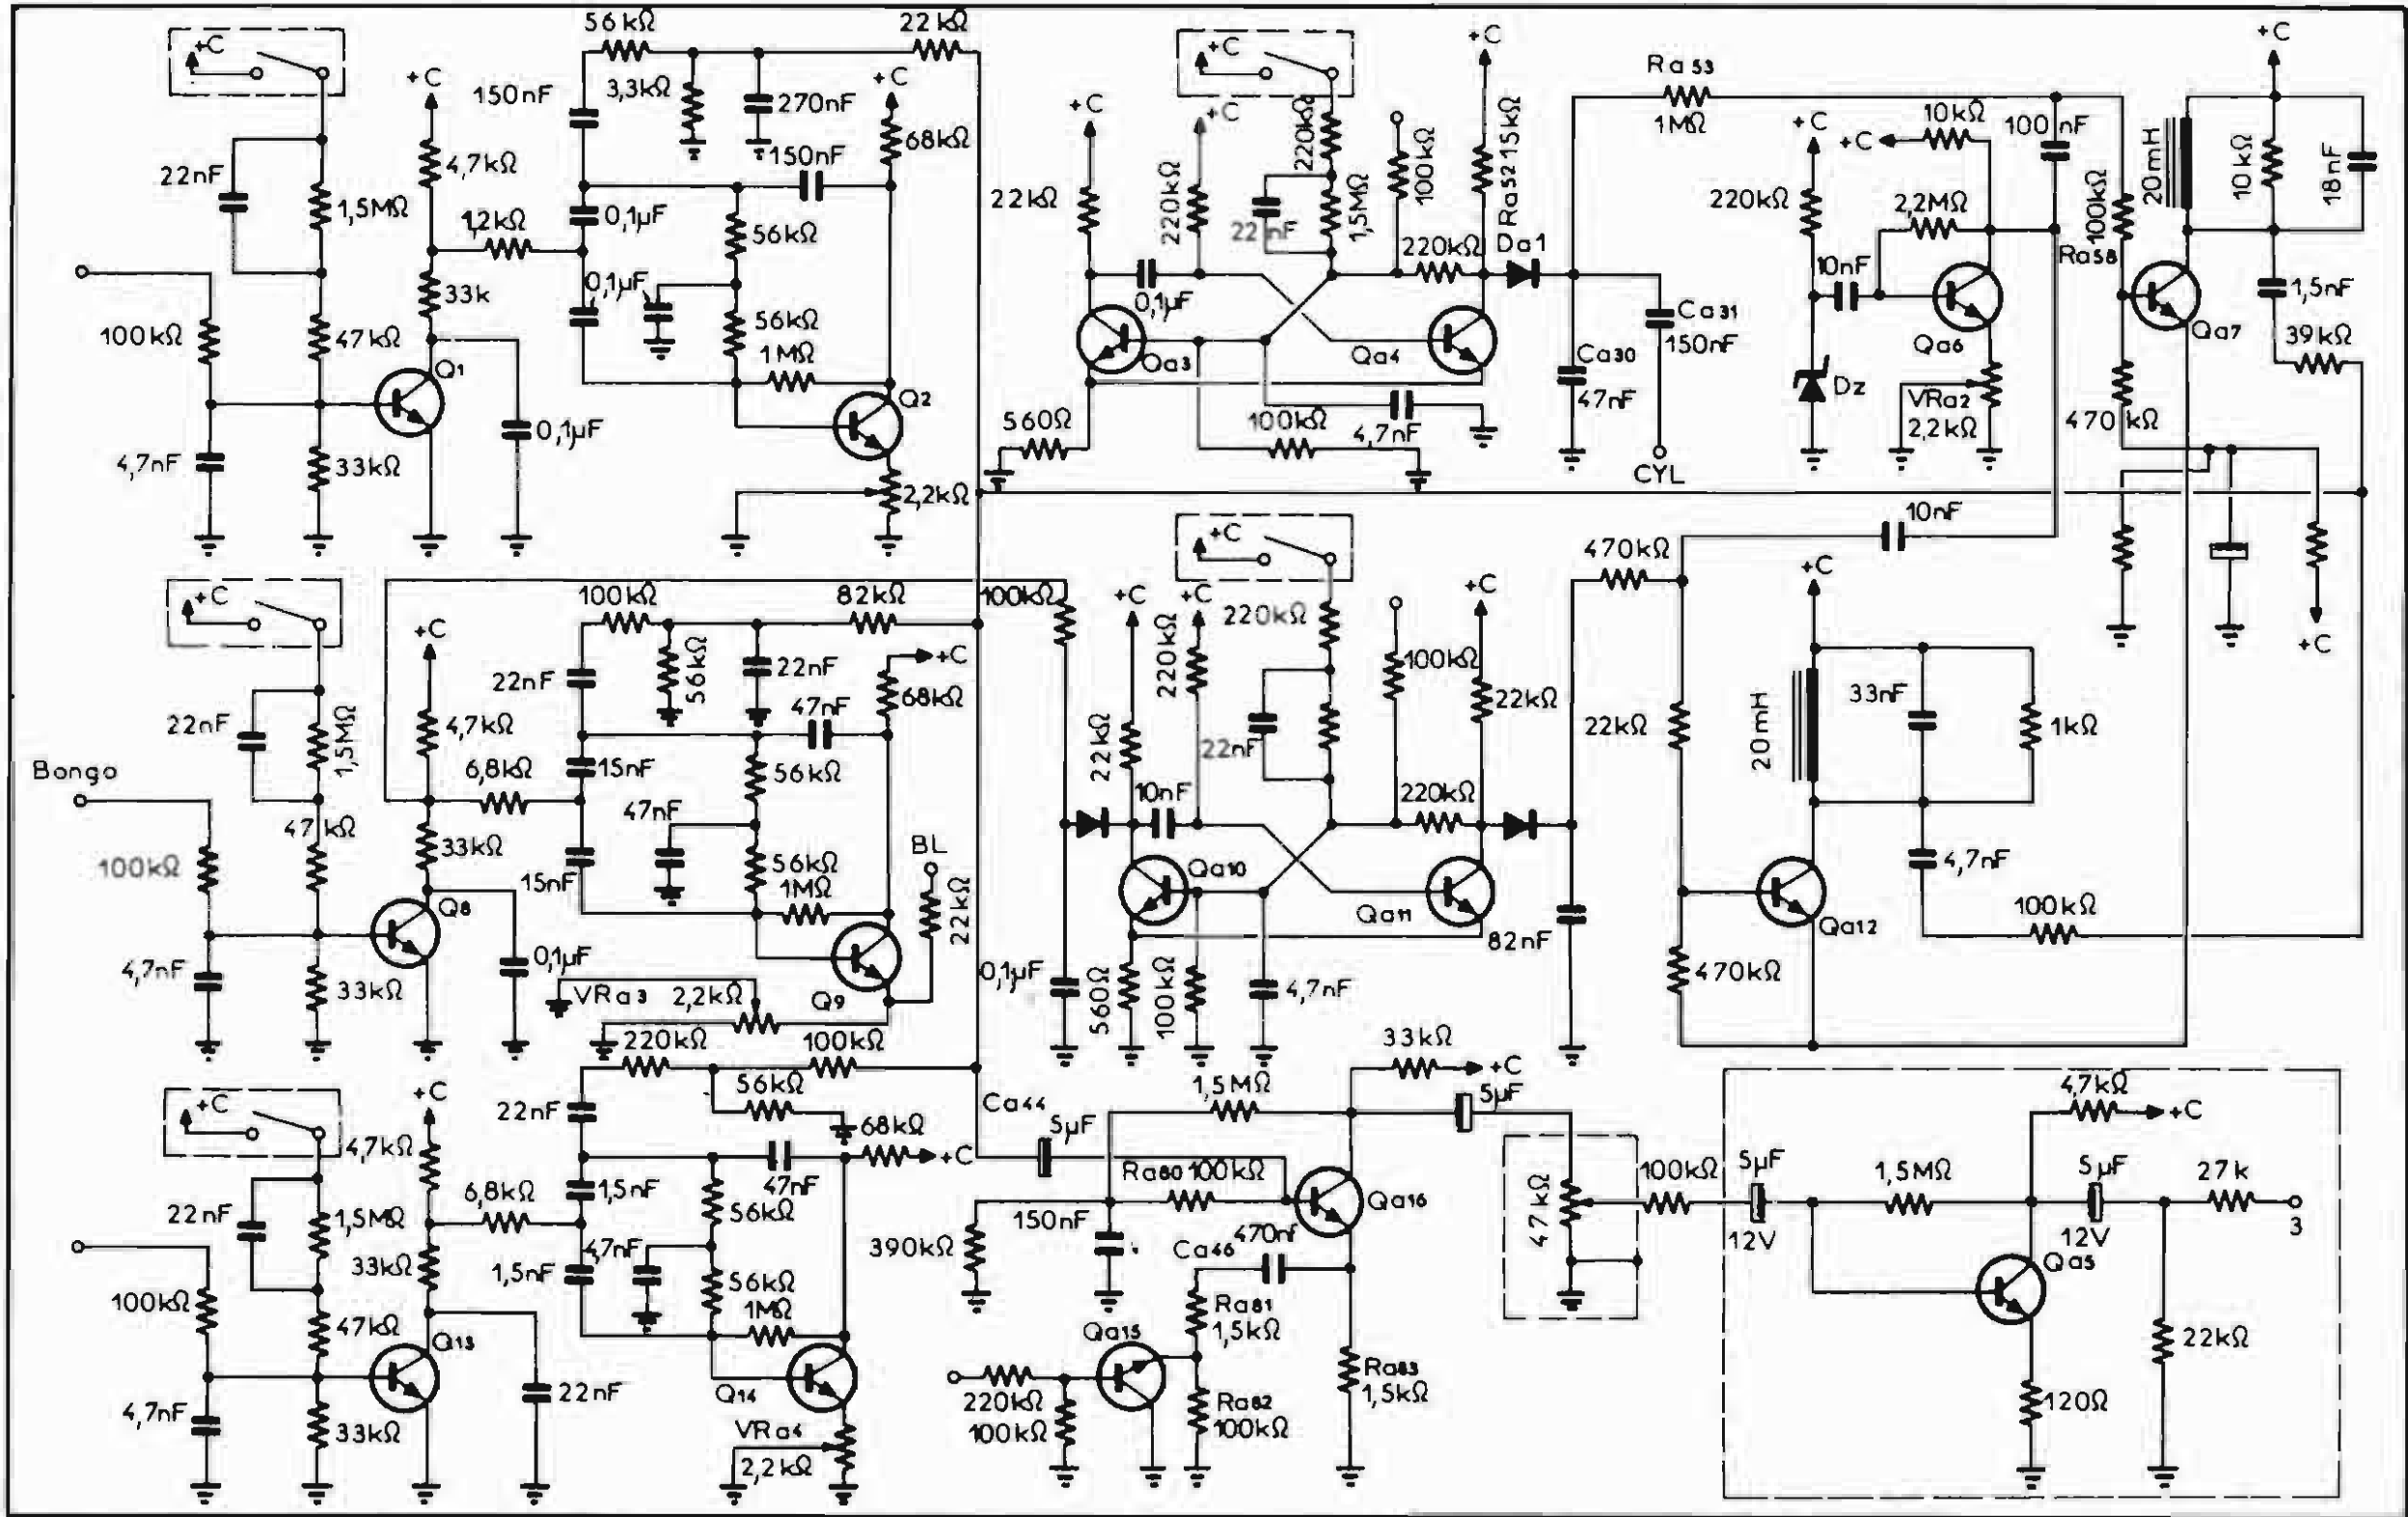 +C
56 kΩ
22 kΩ
150nF
3,3kΩ
270nF
+C
+C
4,7kΩ
68kΩ
150nF
22nF
1,5MΩ
1,2kΩ
0,1µF
56kΩ
33k
0,1µF
100kΩ
47kΩ
56kΩ
1MΩ
Q1
Q2
4,7nF
33kΩ
0,1µF
2,2kΩ
+C
+C
+C
+C
220kΩ
22kΩ
220kΩ
22nF
1,5MΩ
100kΩ
Ra52 15kΩ
220kΩ
Da1
0,1µF
Qa3
Qa4
560Ω
100kΩ
4,7nF
Ca30
47nF
Ca31
150nF
CYL
Ra53
1MΩ
+C
+C
10kΩ
100nF
220kΩ
2,2MΩ
100kΩ
Ra58
10nF
Dz
Qa6
VRa2
2,2kΩ
470 kΩ
+C
20mH
10kΩ
18nF
1,5nF
Qa7
39kΩ
10nF
+C
+C
100kΩ
82kΩ
+C
22nF
56kΩ
22nF
+C
68kΩ
47nF
22nF
1,5MΩ
4,7kΩ
Bongo
6,8kΩ
15nF
56kΩ
47nF
47kΩ
100kΩ
33kΩ
15nF
56kΩ
1MΩ
BL
22kΩ
Q8
Q9
4,7nF
33kΩ
0,1µF
VRa3
2,2kΩ
100kΩ
+C
+C
+C
220kΩ
+C
220kΩ
100kΩ
22kΩ
22kΩ
22nF
10nF
220kΩ
Qa10
Qa11
0,1µF
560Ω
100kΩ
4,7nF
82nF
470kΩ
22kΩ
+C
20mH
33nF
1kΩ
4,7nF
Qa12
100kΩ
470kΩ
+C
220kΩ
100kΩ
22nF
56kΩ
+C
4,7kΩ
68kΩ
+C
22nF
1,5MΩ
6,8kΩ
1,5nF
47nF
56kΩ
33kΩ
1,5nF
47nF
56kΩ
1MΩ
100kΩ
47kΩ
Q13
Q14
4,7nF
33kΩ
22nF
VRa4
2,2kΩ
Ca44
5µF
1,5MΩ
33kΩ
+C
5µF
Ra80 100kΩ
Qa16
150nF
390kΩ
470nf
Ca46
Ra81
1,5kΩ
Qa15
220kΩ
100kΩ
Ra82
100kΩ
Ra83
1,5kΩ
47kΩ
100kΩ
5µF
12V
1,5MΩ
4,7kΩ
+C
5µF
12V
27k
3
Qa5
22kΩ
120Ω